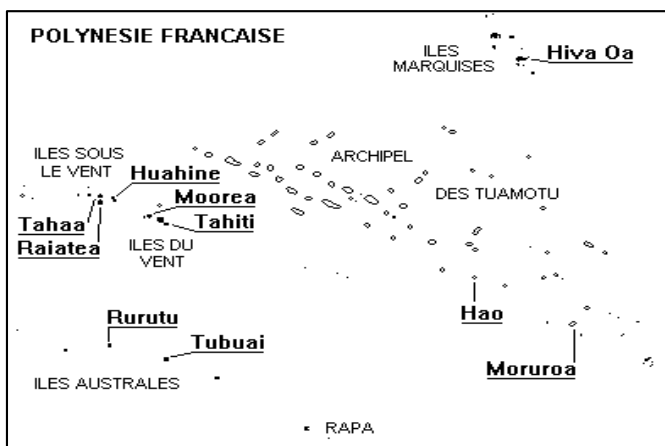 POLYNESIE FRANCAISE
ILES
MARQUISES
Hiva Oa
ILES SOUS
LE VENT
Huahine
ARCHIPEL
Moorea
DES TUAMOTU
Tahaa
Tahiti
Raiatea
ILES DU
VENT
Hao
Rurutu
Tubuai
Moruroa
ILES AUSTRALES
RAPA